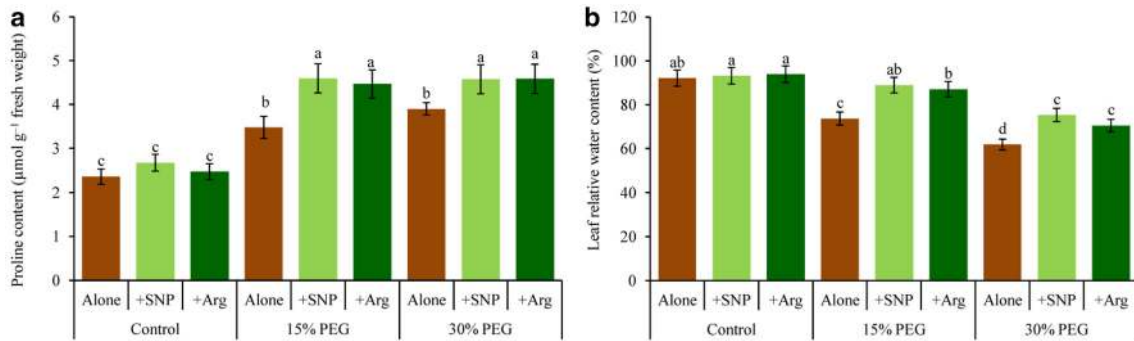 a
Proline content (μmol g⁻¹ fresh weight)
6
5
4
3
2
1
0
c
c
c
b
a
a
b
a
a
Alone +SNP +Arg Alone +SNP +Arg Alone +SNP +Arg
Control 15% PEG 30% PEG
b
Leaf relative water content (%)
120
100
80
60
40
20
0
ab
a
a
c
ab
b
d
c
c
Alone +SNP +Arg Alone +SNP +Arg Alone +SNP +Arg
Control 15% PEG 30% PEG